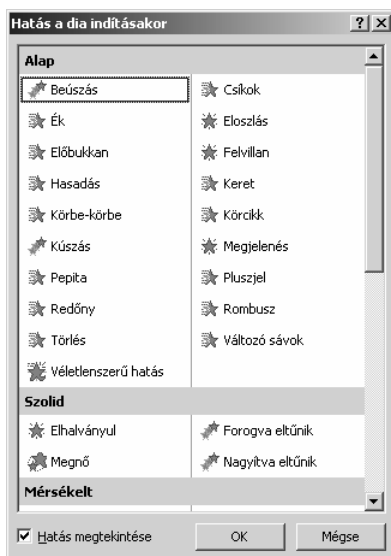 Hatás a dia indításakor
Alap
Beúszás Csíkok
Ék Eloszlás
Előbukkan Felvillan
Hasadás Keret
Körbe-körbe Körcikk
Kúszás Megjelenés
Pepita Pluszjel
Redőny Rombusz
Törlés Változó sávok
Véletlenszerű hatás
Szolid
Elhalványul Forogva eltűnik
Megnő Nagyítva eltűnik
Mérsékelt
Hatás megtekintése OK Mégse